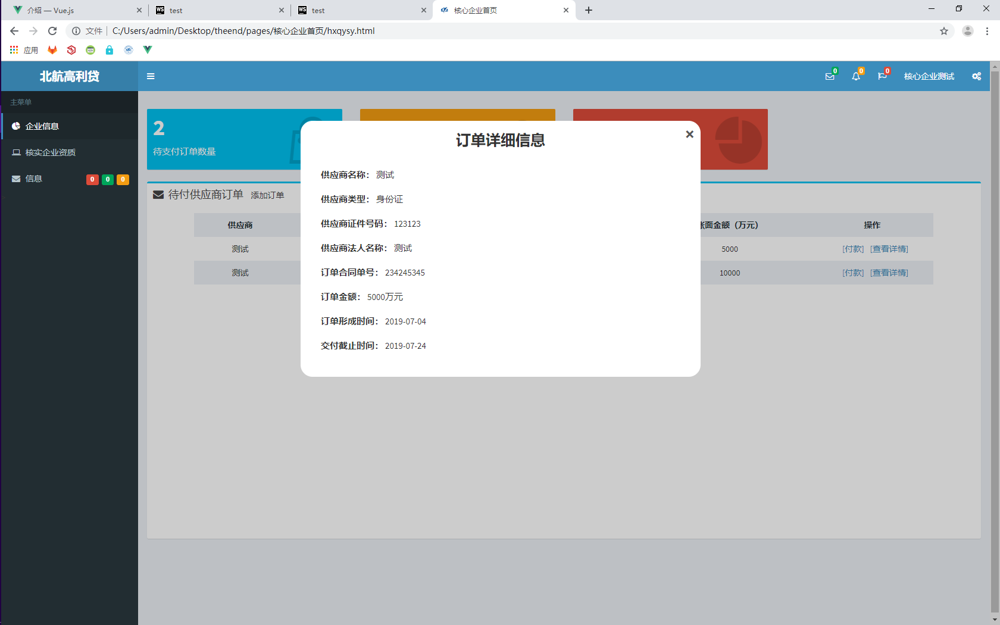 介绍 — Vue.js
test
test
核心企业首页
文件 C:/Users/admin/Desktop/theend/pages/核心企业首页/hxqysy.html
应用
北航高利贷
0 0 0 核心企业测试
主菜单
企业信息
核实企业资质
信息 0 0 0
2
待支付订单数量
待付供应商订单 添加订单
供应商 账面金额（万元） 操作
测试 5000 [付款] [查看详情]
测试 10000 [付款] [查看详情]
订单详细信息 ×
供应商名称： 测试
供应商类型： 身份证
供应商证件号码： 123123
供应商法人名称： 测试
订单合同单号： 234245345
订单金额： 5000万元
订单形成时间： 2019-07-04
交付截止时间： 2019-07-24